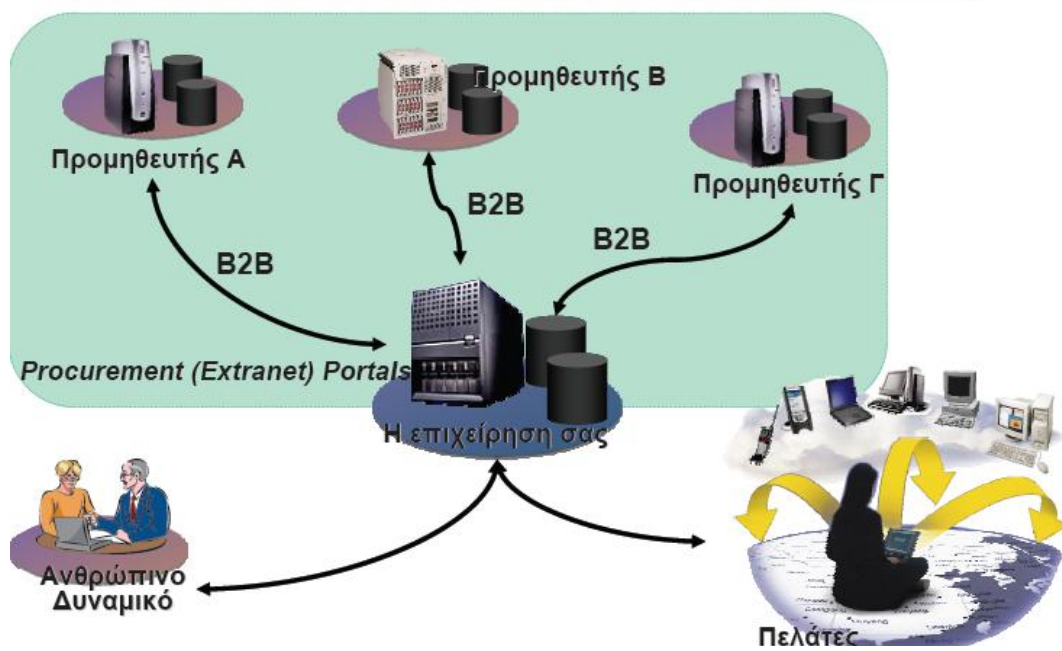 Προμηθευτής Β
Προμηθευτής Α
Προμηθευτής Γ
B2B
B2B
B2B
Procurement (Extranet) Portals
Η επιχείρηση σας
Ανθρώπινο
Δυναμικό
Πελάτες